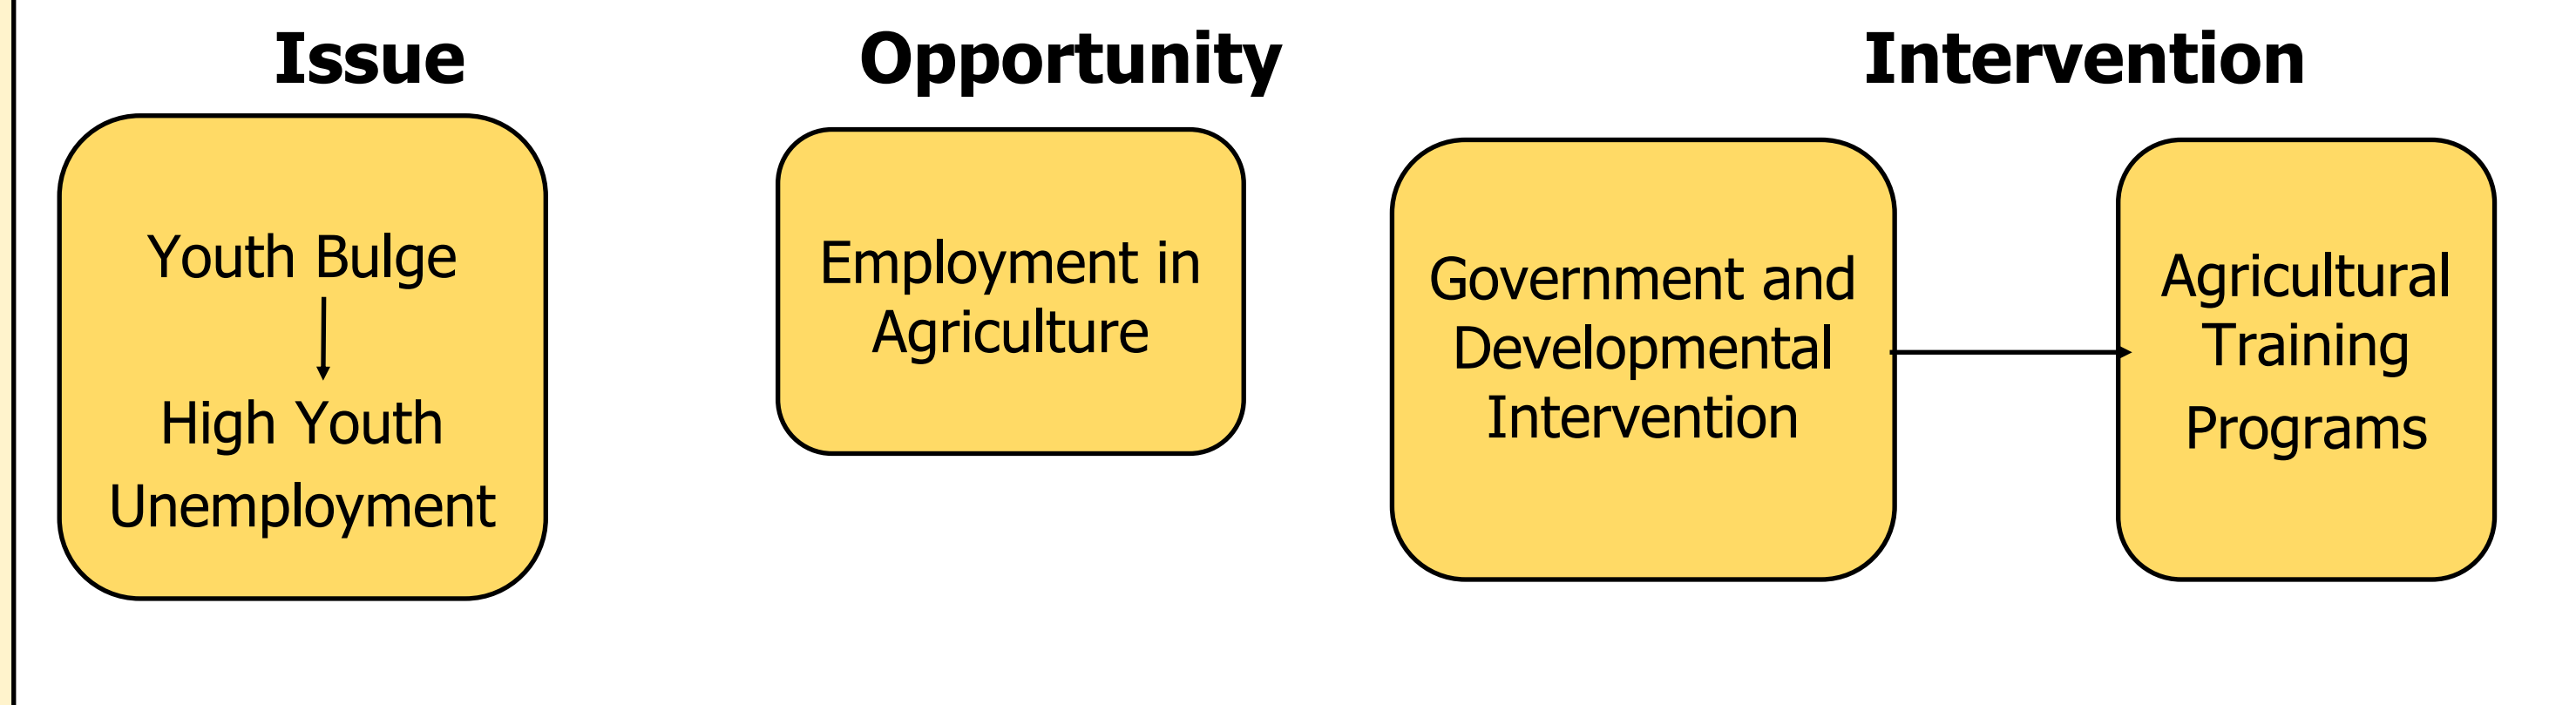 Issue
Opportunity
Intervention
Youth Bulge
High Youth
Unemployment
Employment in
Agriculture
Government and
Developmental
Intervention
Agricultural
Training
Programs